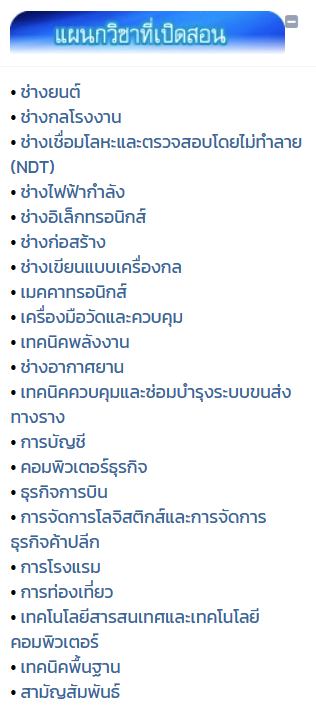 แผนกวิชาที่เปิดสอน
• ช่างยนต์
• ช่างกลโรงงาน
• ช่างเชื่อมโลหะและตรวจสอบโดยไม่ทำลาย
(NDT)
• ช่างไฟฟ้ากำลัง
• ช่างอิเล็กทรอนิกส์
• ช่างก่อสร้าง
• ช่างเขียนแบบเครื่องกล
• เมคคาทรอนิกส์
• เครื่องมือวัดและควบคุม
• เทคนิคพลังงาน
• ช่างอากาศยาน
• เทคนิคควบคุมและซ่อมบำรุงระบบขนส่ง
ทางราง
• การบัญชี
• คอมพิวเตอร์ธุรกิจ
• ธุรกิจการบิน
• การจัดการโลจิสติกส์และการจัดการ
ธุรกิจค้าปลีก
• การโรงแรม
• การท่องเที่ยว
• เทคโนโลยีสารสนเทศและเทคโนโลยี
คอมพิวเตอร์
• เทคนิคพื้นฐาน
• สามัญสัมพันธ์